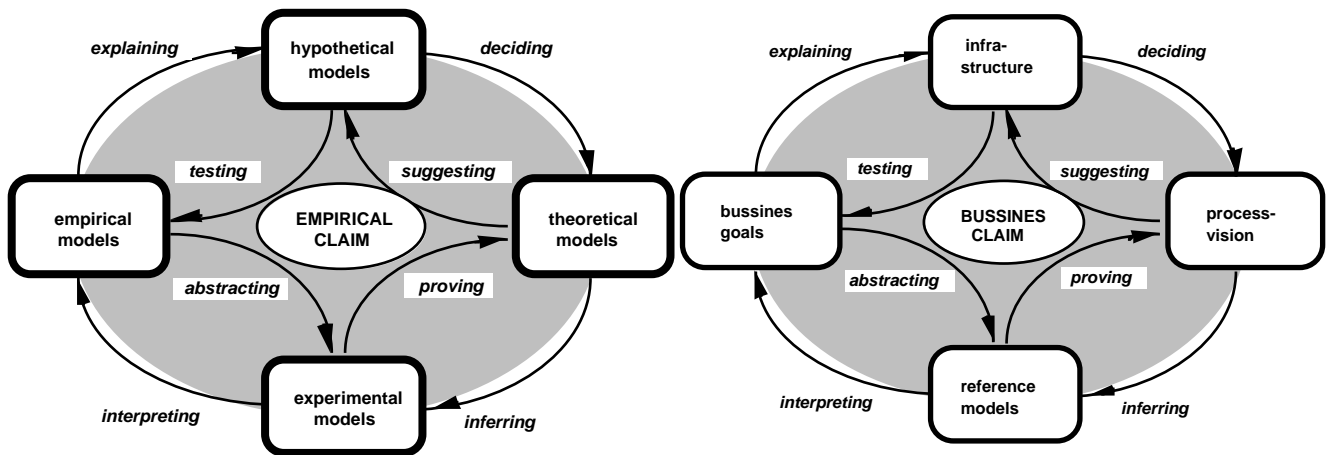 explaining
hypothetical
models
deciding
testing
suggesting
empirical
models
EMPIRICAL
CLAIM
theoretical
models
abstracting
proving
experimental
models
interpreting
inferring
explaining
infra-
structure
deciding
testing
suggesting
bussines
goals
BUSSINES
CLAIM
process-
vision
abstracting
proving
reference
models
interpreting
inferring